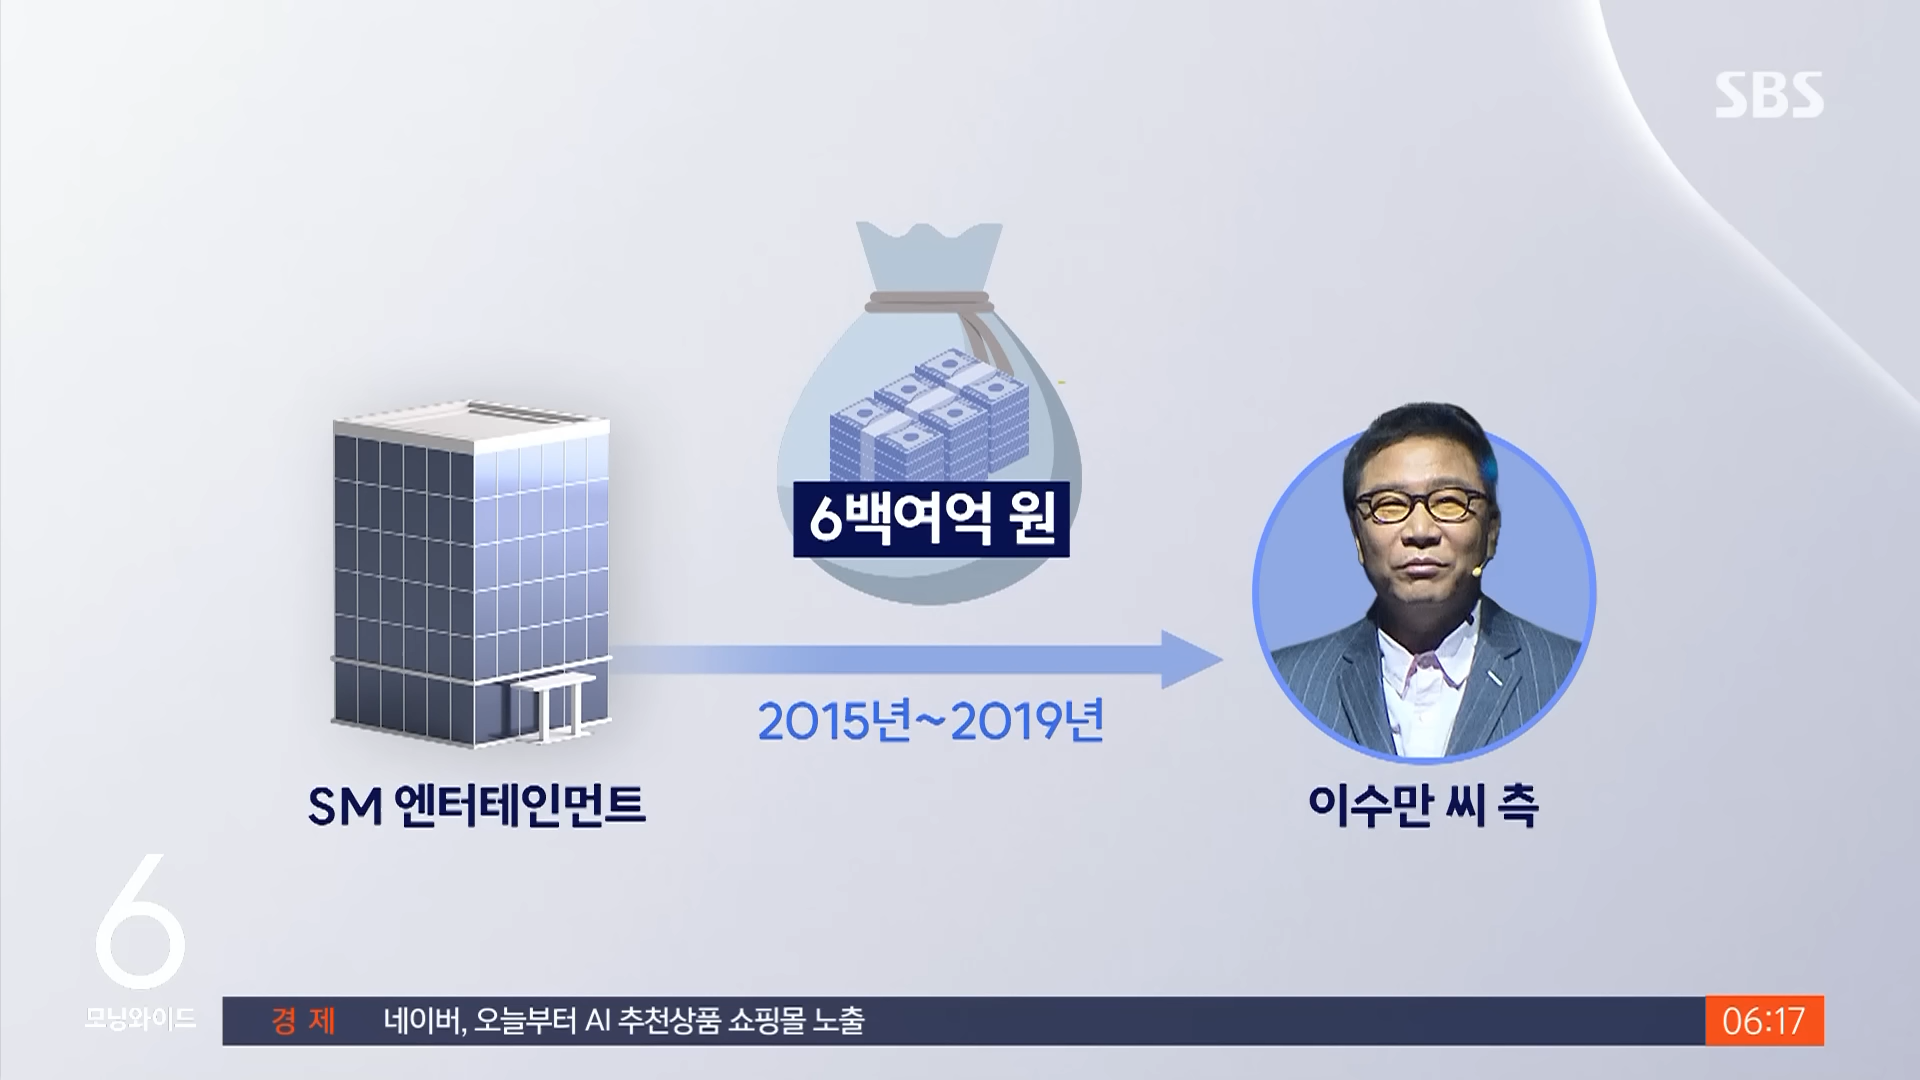 SBS
6백여억 원
2015년~2019년
SM 엔터테인먼트
이수만 씨 측
6
모닝와이드
경 제 네이버, 오늘부터 AI 추천상품 쇼핑몰 노출 06:17